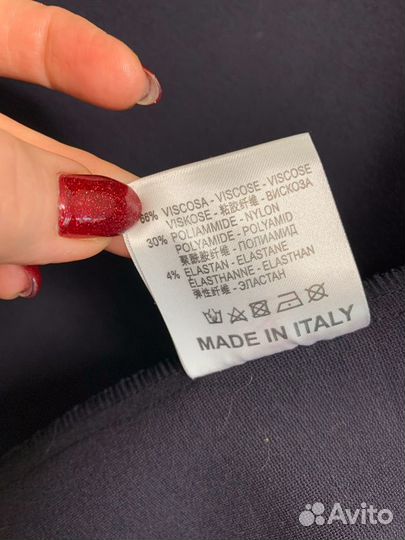 68% VISCOSA - VISCOSE - VISCOSE
VISKOSE - 粘胶纤维 - ВИСКОЗА
30% POLIAMMIDE - NYLON
POLYAMIDE - POLYAMID
聚酰胺纤维 - ПОЛИАМИД
4% ELASTAN - ELASTANE
ELASTHANNE - ELASTHAN
弹性纤维 - ЭЛАСТАН
MADE IN ITALY
Avito